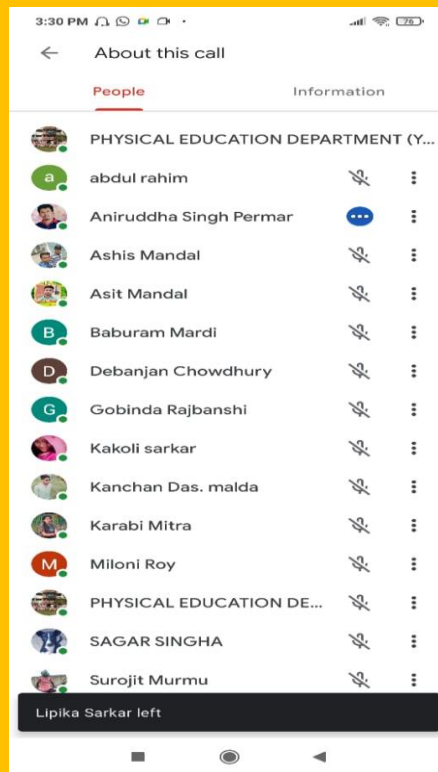 3:30 PM
76
About this call
People Information
PHYSICAL EDUCATION DEPARTMENT (Y...
a abdul rahim
Aniruddha Singh Permar
Ashis Mandal
Asit Mandal
B Baburam Mardi
D Debanjan Chowdhury
G Gobinda Rajbanshi
Kakoli sarkar
Kanchan Das. malda
Karabi Mitra
M Miloni Roy
PHYSICAL EDUCATION DE...
SAGAR SINGHA
Surojit Murmu
Lipika Sarkar left